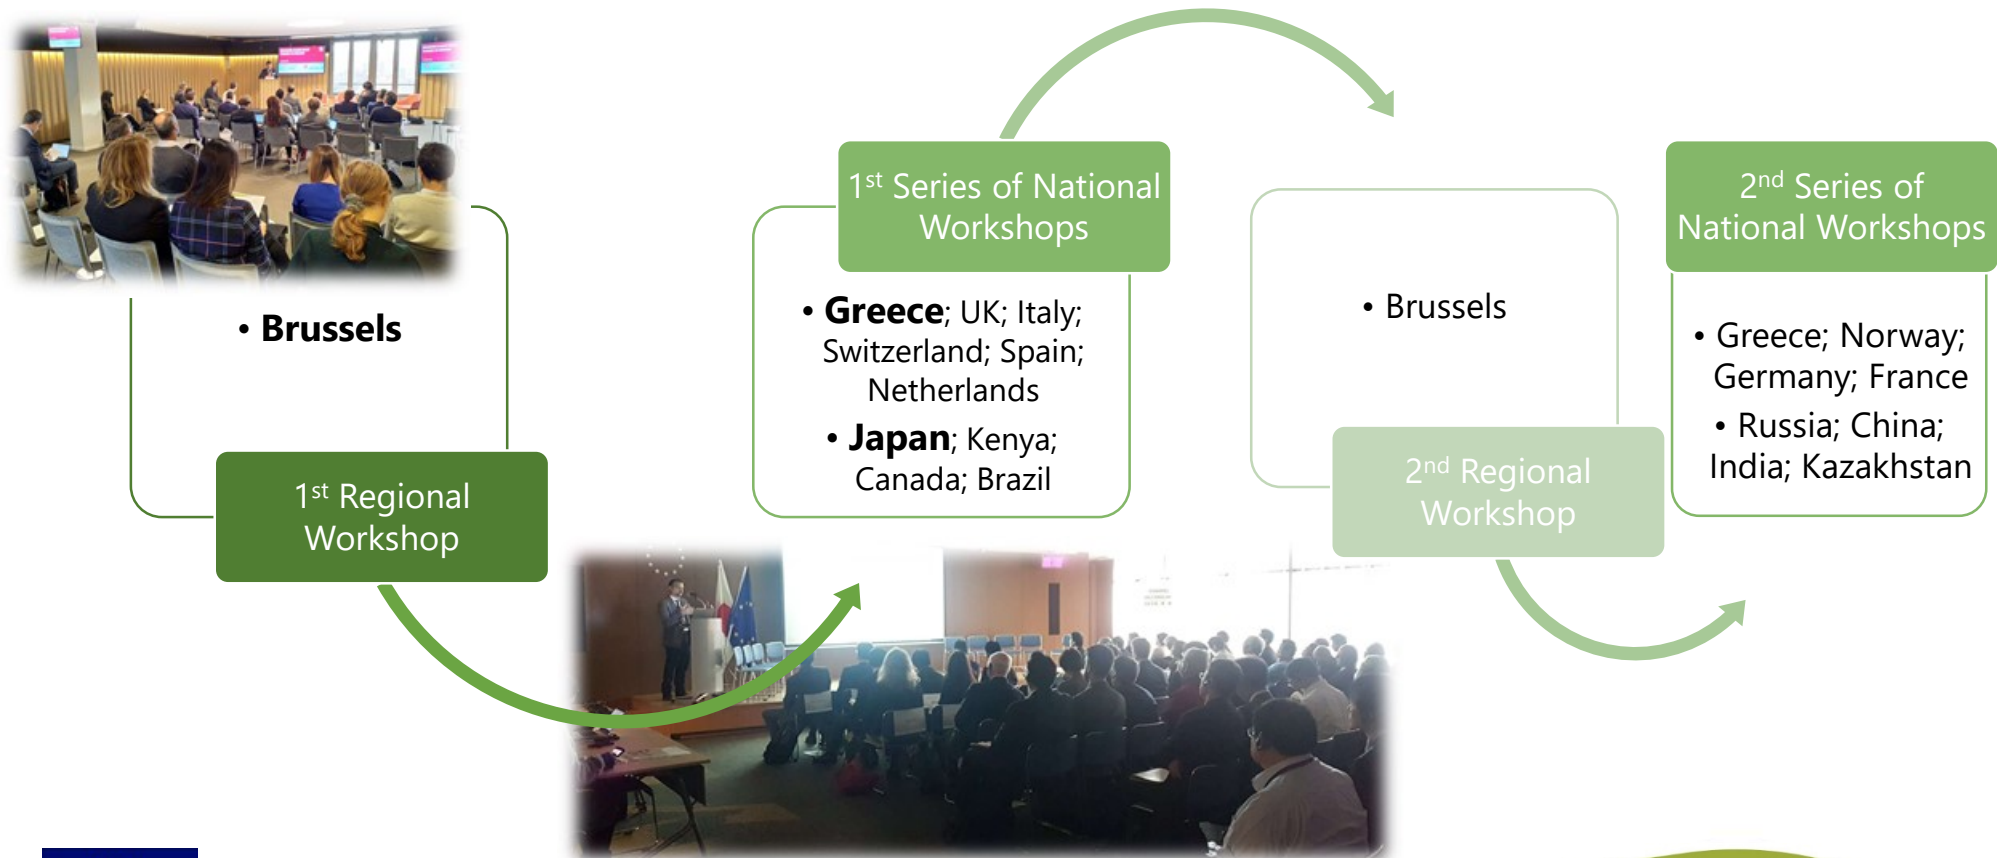 • Brussels
1st Regional
Workshop
1st Series of National
Workshops
• Greece; UK; Italy;
Switzerland; Spain;
Netherlands
• Japan; Kenya;
Canada; Brazil
• Brussels
2nd Regional
Workshop
2nd Series of
National Workshops
• Greece; Norway;
Germany; France
• Russia; China;
India; Kazakhstan